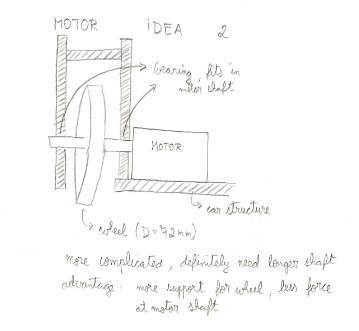 MOTOR IDEA 2
bearing, fits in
motor shaft
MOTOR
car structure
wheel (D=72mm)
more complicated, definitely need longer shaft
advantage: more support for wheel, less force
at motor shaft